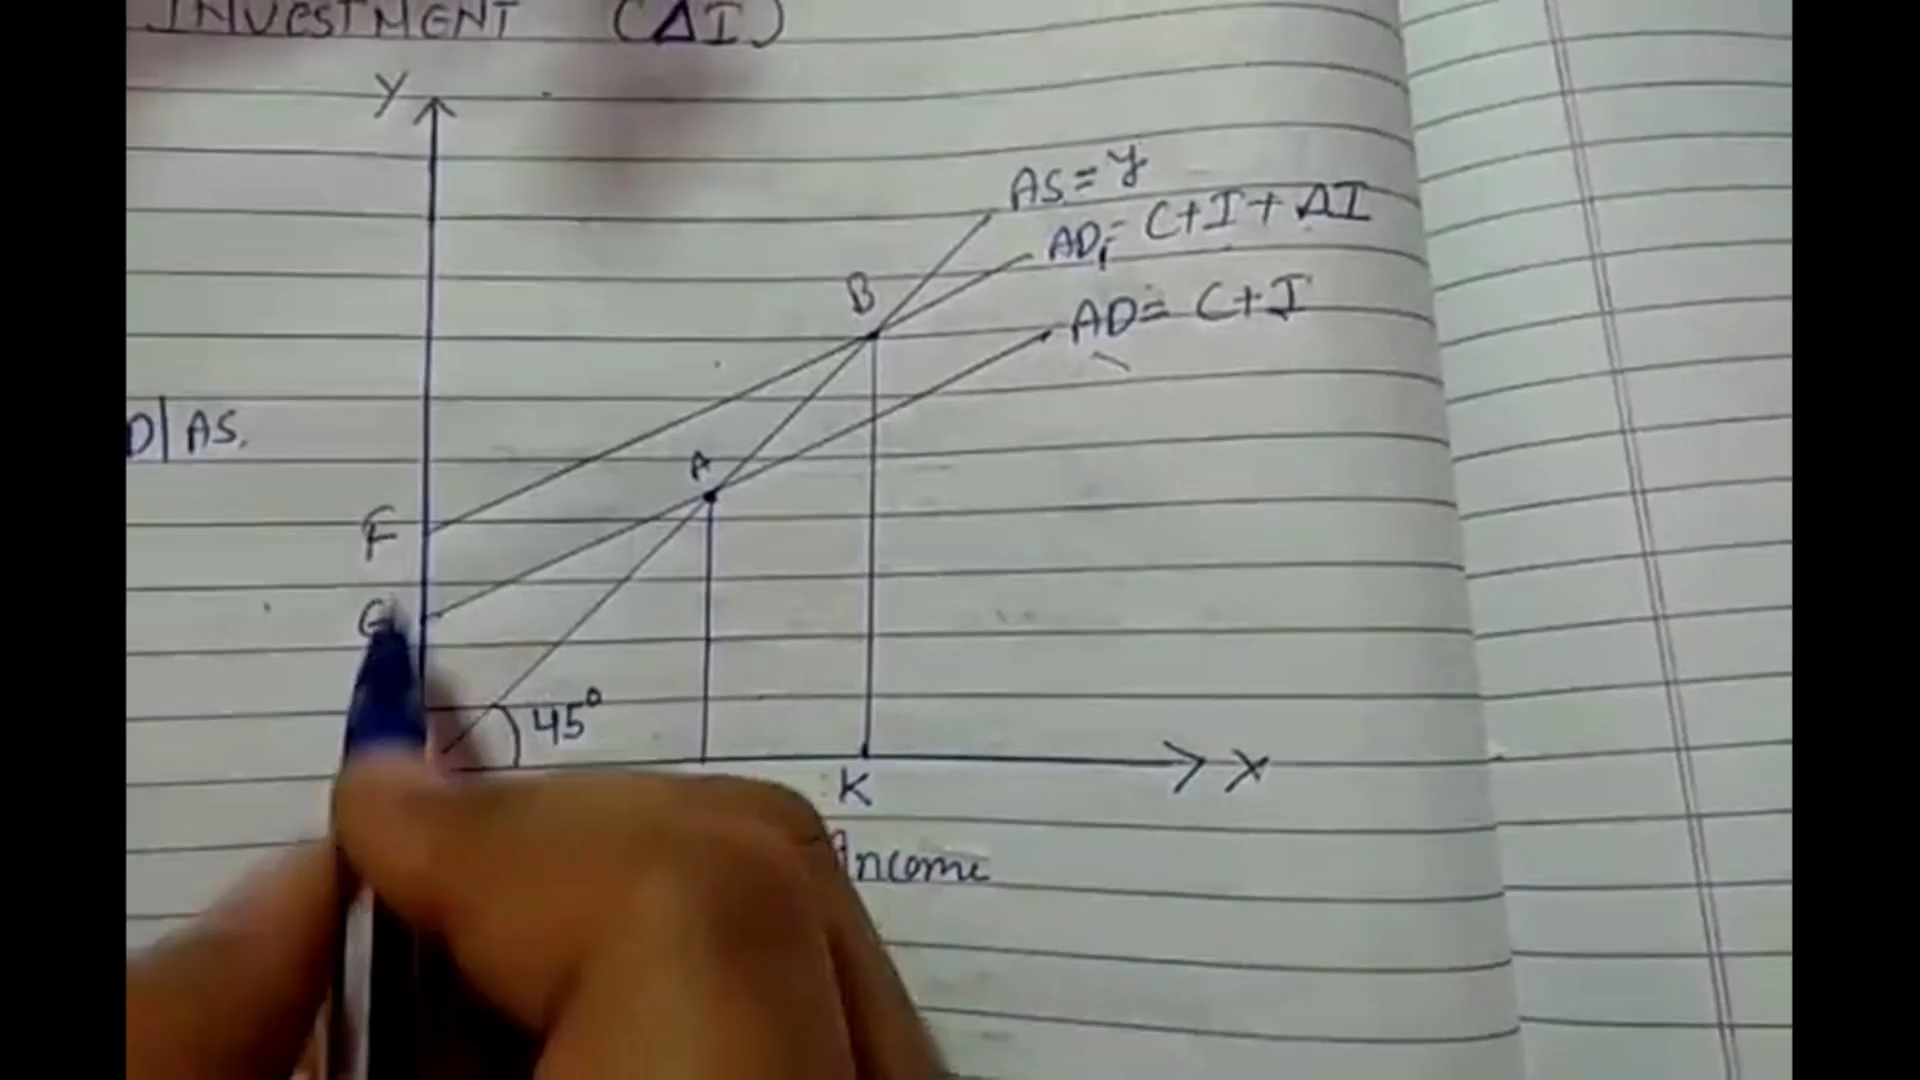 INVESTMENT (ΔI)
Y
AS = y
AD₁ = C+I+ΔI
B
AD = C+I
D|AS.
A
F
G
45°
X
K
Income